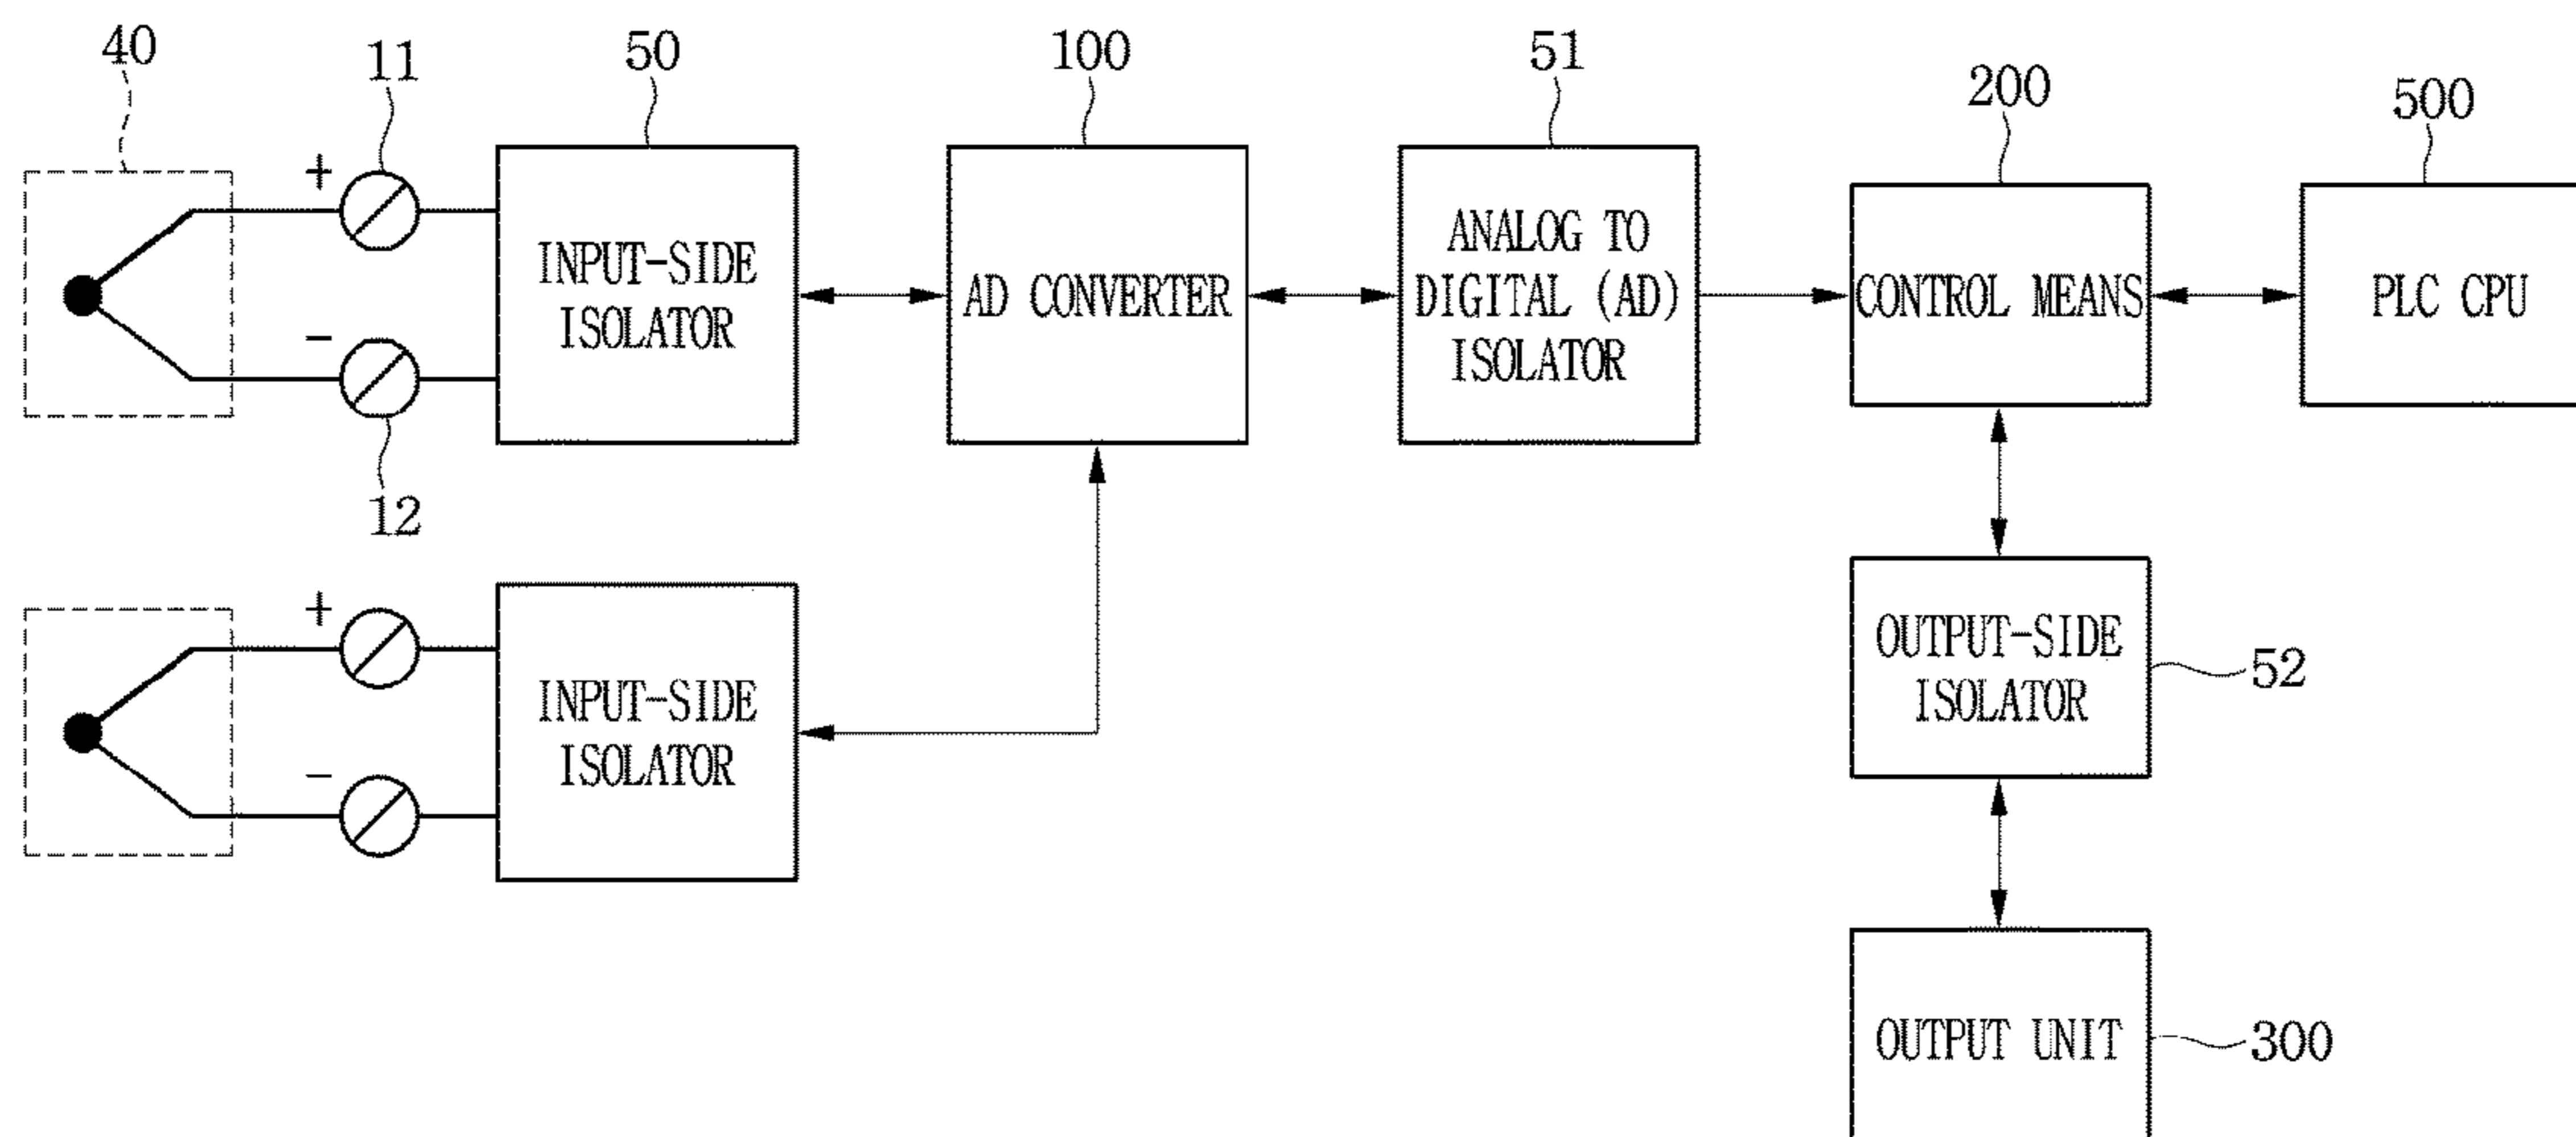 40
11
50
100
51
200
500
+
-
12
INPUT-SIDE
ISOLATOR
AD CONVERTER
ANALOG TO
DIGITAL (AD)
ISOLATOR
CONTROL MEANS
PLC CPU
+
-
INPUT-SIDE
ISOLATOR
OUTPUT-SIDE
ISOLATOR
52
OUTPUT UNIT
300